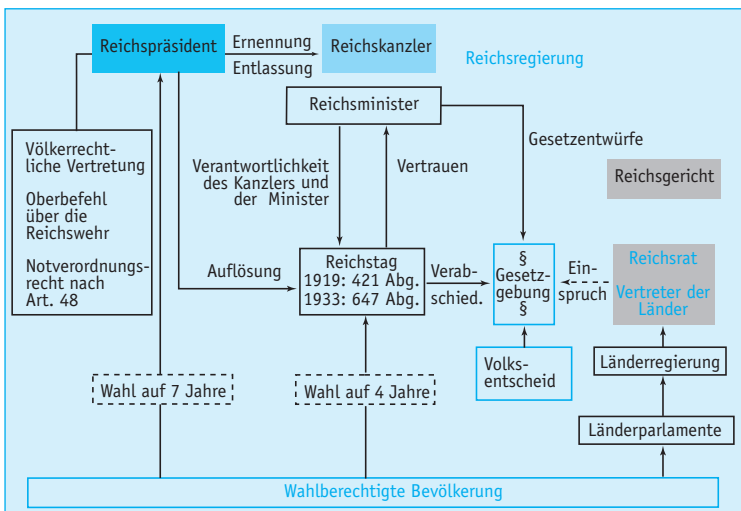 Reichspräsident
Ernennung
Entlassung
Reichskanzler
Reichsregierung
Reichsminister
Völkerrecht-
liche Vertretung
Oberbefehl
über die
Reichswehr
Notverordnungs-
recht nach
Art. 48
Verantwortlichkeit
des Kanzlers und
der Minister
Vertrauen
Gesetzentwürfe
Reichsgericht
Auflösung
Reichstag
1919: 421 Abg.
1933: 647 Abg.
Verab-
schied.
§
Gesetz-
gebung
§
Ein-
spruch
Reichsrat
Vertreter der
Länder
Volks-
entscheid
Länderregierung
Wahl auf 7 Jahre
Wahl auf 4 Jahre
Länderparlamente
Wahlberechtigte Bevölkerung